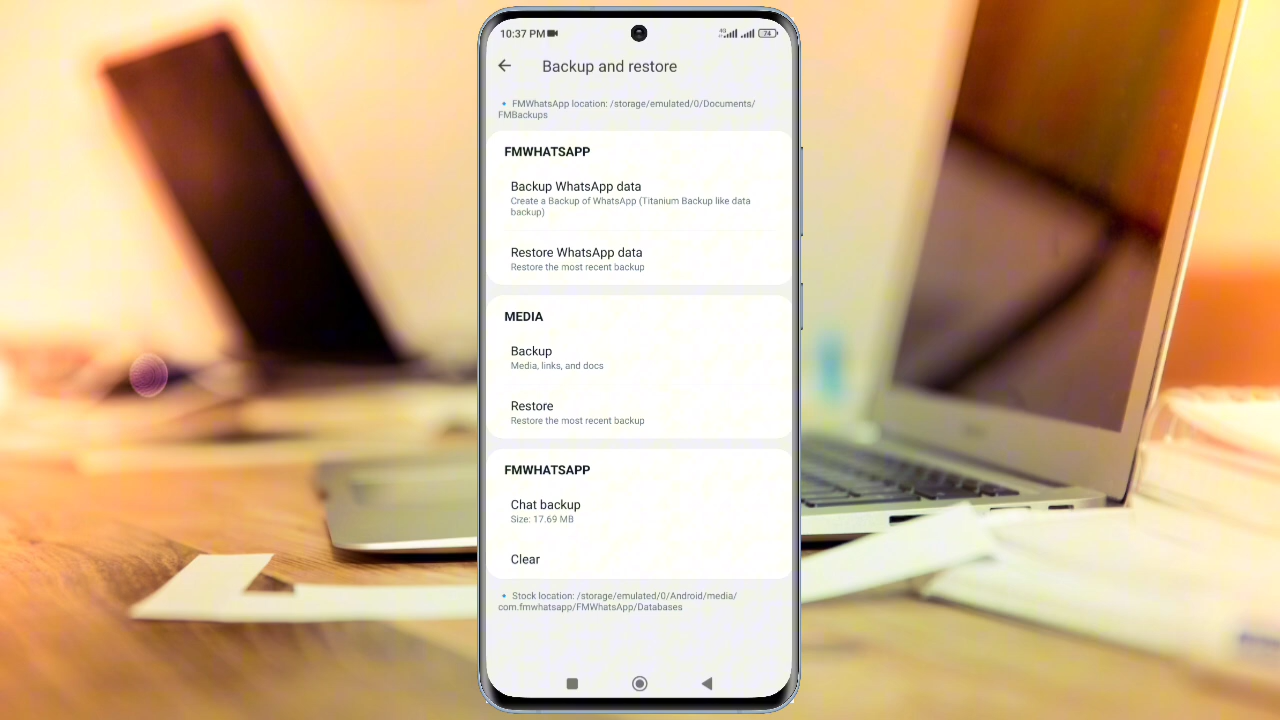 10:37 PM
4G
74
Backup and restore
FMWhatsApp location: /storage/emulated/0/Documents/
FMBackups
FMWHATSAPP
Backup WhatsApp data
Create a Backup of WhatsApp (Titanium Backup like data
backup)
Restore WhatsApp data
Restore the most recent backup
MEDIA
Backup
Media, links, and docs
Restore
Restore the most recent backup
FMWHATSAPP
Chat backup
Size: 17.69 MB
Clear
Stock location: /storage/emulated/0/Android/media/
com.fmwhatsapp/FMWhatsApp/Databases